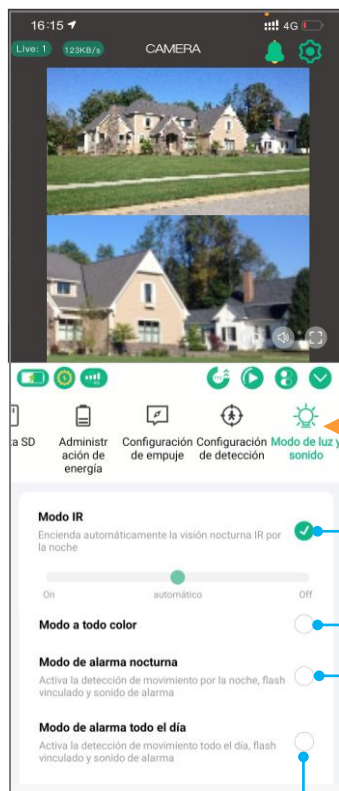 16:15
4G
Live: 1
123KB/s
CAMERA
a SD
Administr
ación de
energía
Configuración
de empuje
Configuración
de detección
Modo de luz y
sonido
Modo IR
Encienda automáticamente la visión nocturna IR por
la noche
On
automático
Off
Modo a todo color
Modo de alarma nocturna
Activa la detección de movimiento por la noche, flash
vinculado y sonido de alarma
Modo de alarma todo el día
Activa la detección de movimiento todo el día, flash
vinculado y sonido de alarma